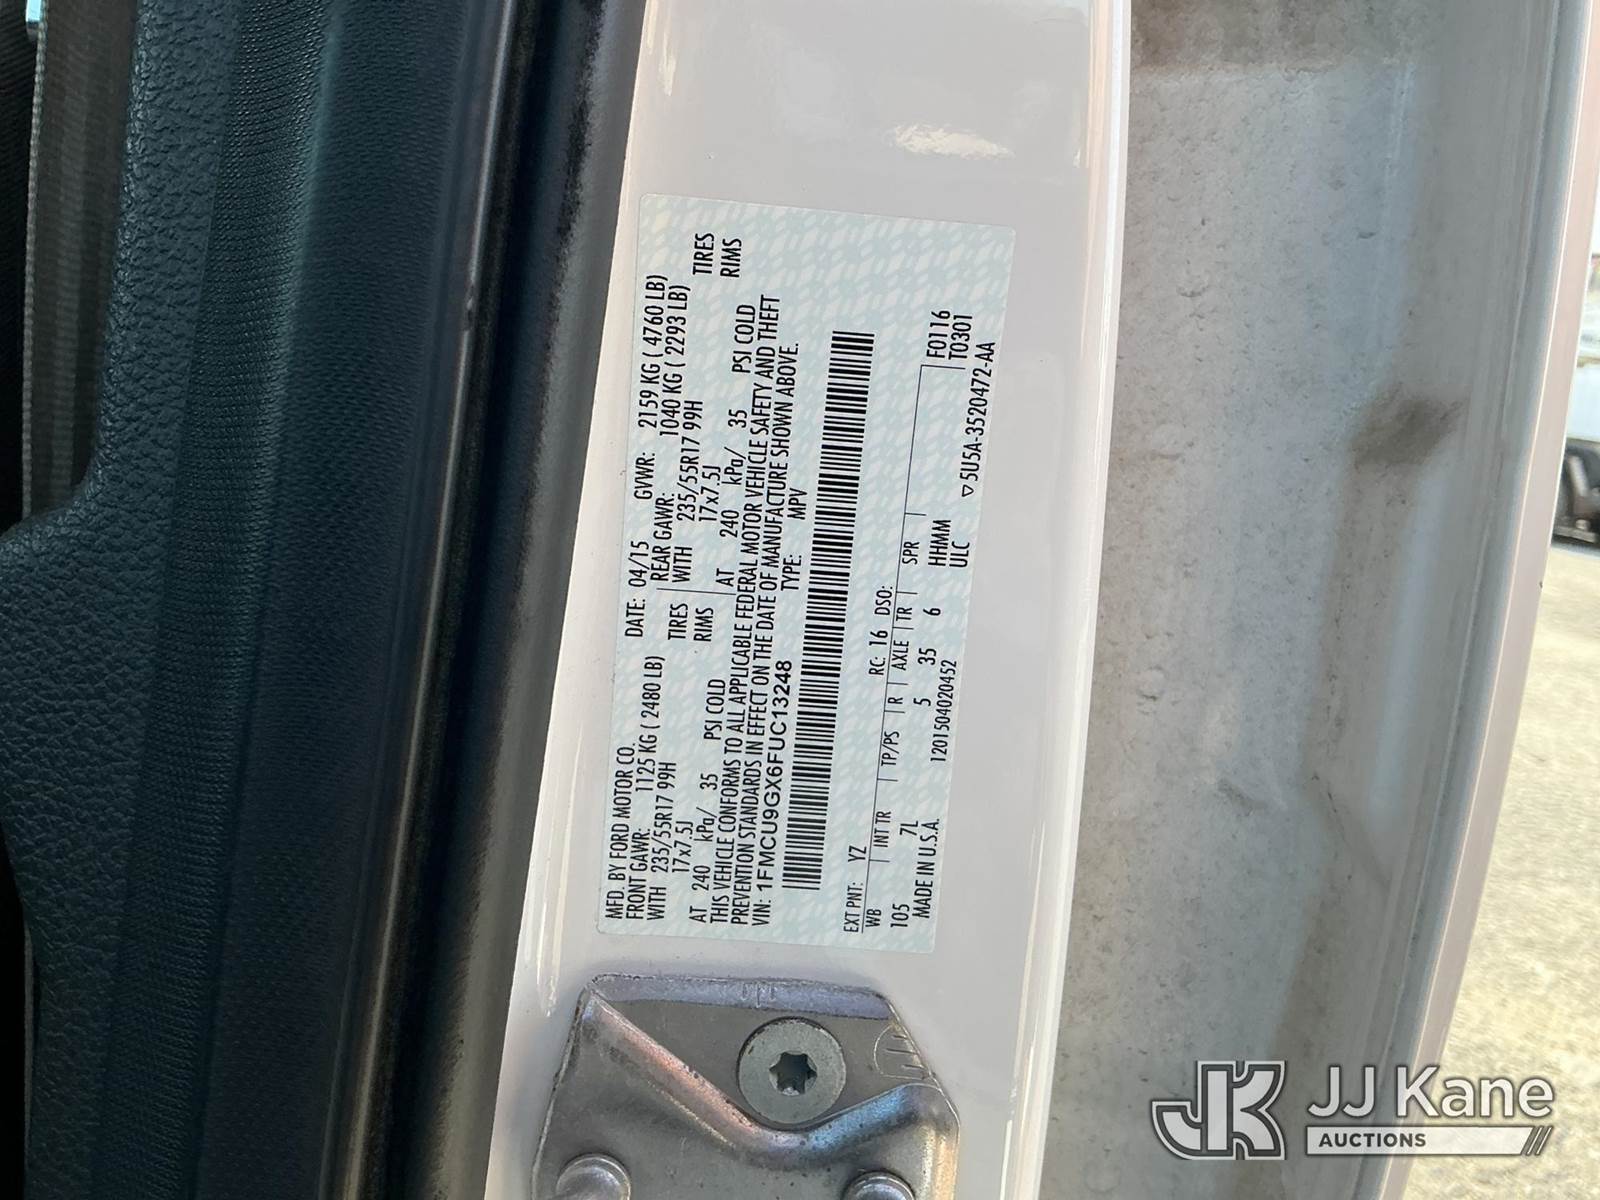 MFD. BY FORD MOTOR CO.
DATE: 04/15 GVWR: 2159 KG ( 4760 LB)
FRONT GAWR: 1125 KG ( 2480 LB) REAR GAWR: 1040 KG ( 2293 LB)
WITH 235/55R17 99H TIRES WITH 235/55R17 99H TIRES
17x7.5J RIMS 17x7.5J RIMS
AT 240 kPa/ 35 PSI COLD AT 240 kPa/ 35 PSI COLD
THIS VEHICLE CONFORMS TO ALL APPLICABLE FEDERAL MOTOR VEHICLE SAFETY AND THEFT
PREVENTION STANDARDS IN EFFECT ON THE DATE OF MANUFACTURE SHOWN ABOVE.
VIN: 1FMCU9GX6FUC13248 TYPE: MPV
EXT PNT: YZ RC: 16 DSO:
WB INT TR TP/PS R AXLE TR SPR F0116
105 7L 5 35 6 HHMM T0301
MADE IN U.S.A. 12015040204​52 ULC ▽5U5A-3520472-AA
JJ Kane
AUCTIONS